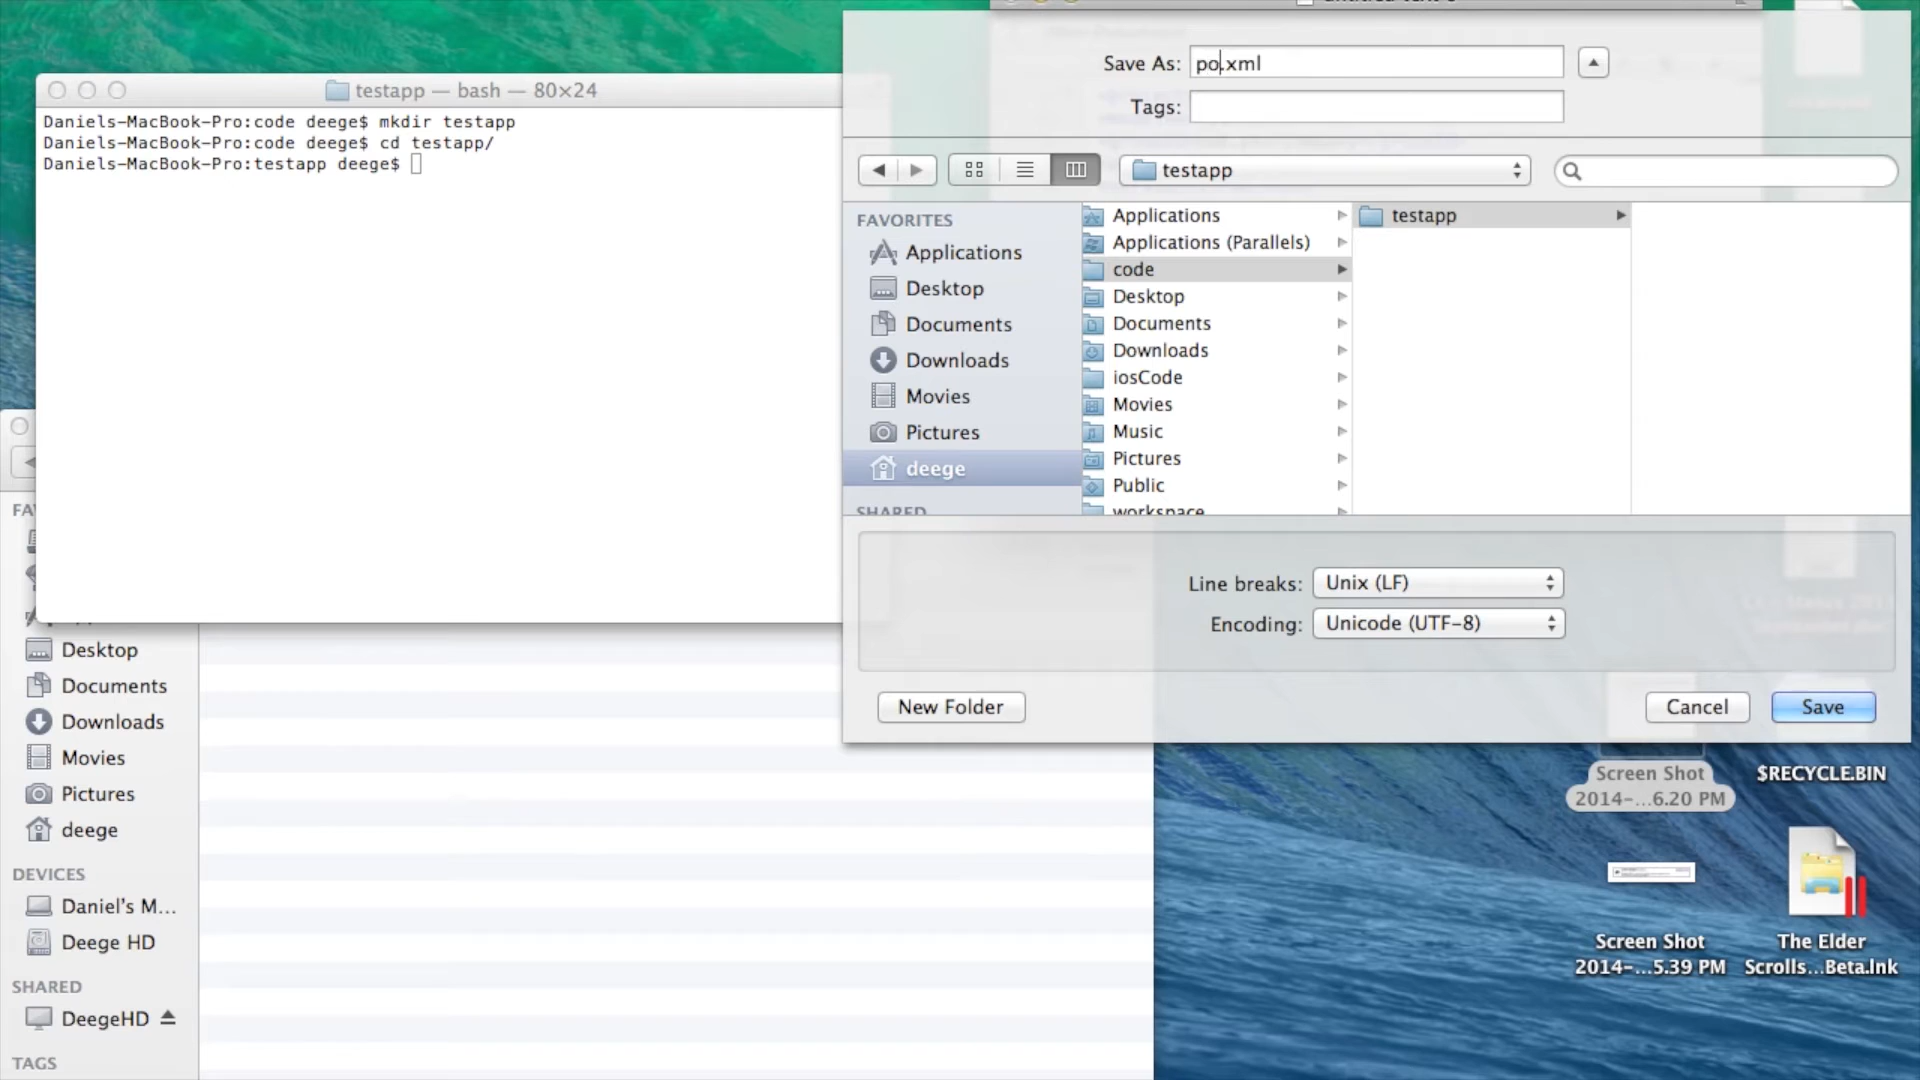 testapp — bash — 80×24
Daniels-MacBook-Pro:code deege$ mkdir testapp
Daniels-MacBook-Pro:code deege$ cd testapp/
Daniels-MacBook-Pro:testapp deege$
Save As: po.xml
Tags:
testapp
FAVORITES
Applications
Desktop
Documents
Downloads
Movies
Pictures
deege
SHARED
Applications
Applications (Parallels)
code
Desktop
Documents
Downloads
iosCode
Movies
Music
Pictures
Public
workspace
testapp
Line breaks: Unix (LF)
Encoding: Unicode (UTF-8)
New Folder
Cancel
Save
FA
Desktop
Documents
Downloads
Movies
Pictures
deege
DEVICES
Daniel's M...
Deege HD
SHARED
DeegeHD
TAGS
Screen Shot
2014-...6.20 PM
$RECYCLE.BIN
Screen Shot
2014-...5.39 PM
The Elder
Scrolls...Beta.lnk